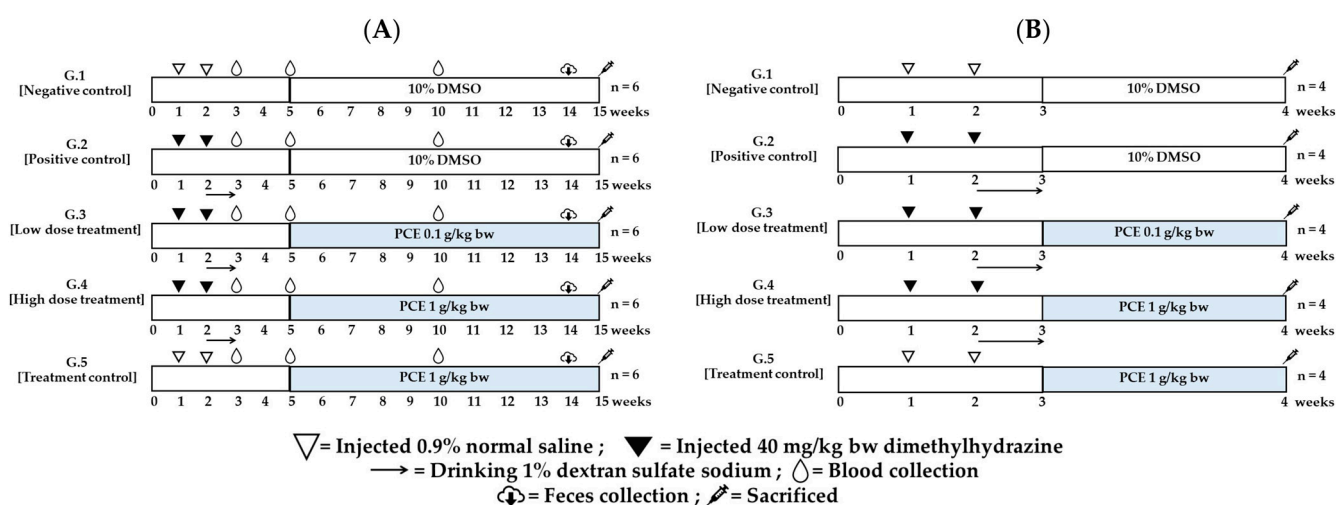 (A)
G.1
[Negative control]
10% DMSO
n = 6
0 1 2 3 4 5 6 7 8 9 10 11 12 13 14 15 weeks
G.2
[Positive control]
10% DMSO
n = 6
0 1 2 3 4 5 6 7 8 9 10 11 12 13 14 15 weeks
G.3
[Low dose treatment]
PCE 0.1 g/kg bw
n = 6
0 1 2 3 4 5 6 7 8 9 10 11 12 13 14 15 weeks
G.4
[High dose treatment]
PCE 1 g/kg bw
n = 6
0 1 2 3 4 5 6 7 8 9 10 11 12 13 14 15 weeks
G.5
[Treatment control]
PCE 1 g/kg bw
n = 6
0 1 2 3 4 5 6 7 8 9 10 11 12 13 14 15 weeks
(B)
G.1
[Negative control]
10% DMSO
n = 4
0 1 2 3 4 weeks
G.2
[Positive control]
10% DMSO
n = 4
0 1 2 3 4 weeks
G.3
[Low dose treatment]
PCE 0.1 g/kg bw
n = 4
0 1 2 3 4 weeks
G.4
[High dose treatment]
PCE 1 g/kg bw
n = 4
0 1 2 3 4 weeks
G.5
[Treatment control]
PCE 1 g/kg bw
n = 4
0 1 2 3 4 weeks
= Injected 0.9% normal saline ; = Injected 40 mg/kg bw dimethylhydrazine
= Drinking 1% dextran sulfate sodium ; = Blood collection
= Feces collection ; = Sacrificed